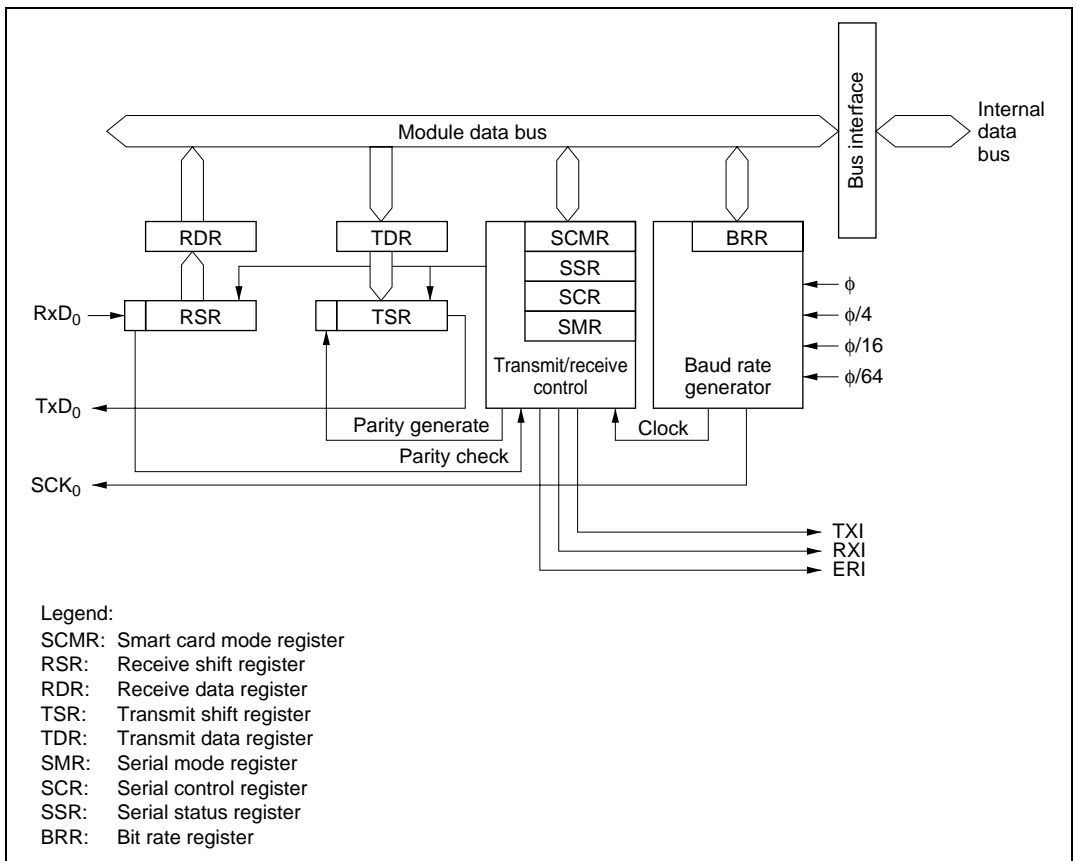 Bus interface
Internal
data
bus
Module data bus
RDR
TDR
SCMR
BRR
SSR
φ
RxD0
RSR
TSR
SCR
φ/4
SMR
φ/16
Transmit/receive
control
Baud rate
generator
φ/64
TxD0
Parity generate
Clock
Parity check
SCK0
TXI
RXI
ERI
Legend:
SCMR: Smart card mode register
RSR: Receive shift register
RDR: Receive data register
TSR: Transmit shift register
TDR: Transmit data register
SMR: Serial mode register
SCR: Serial control register
SSR: Serial status register
BRR: Bit rate register